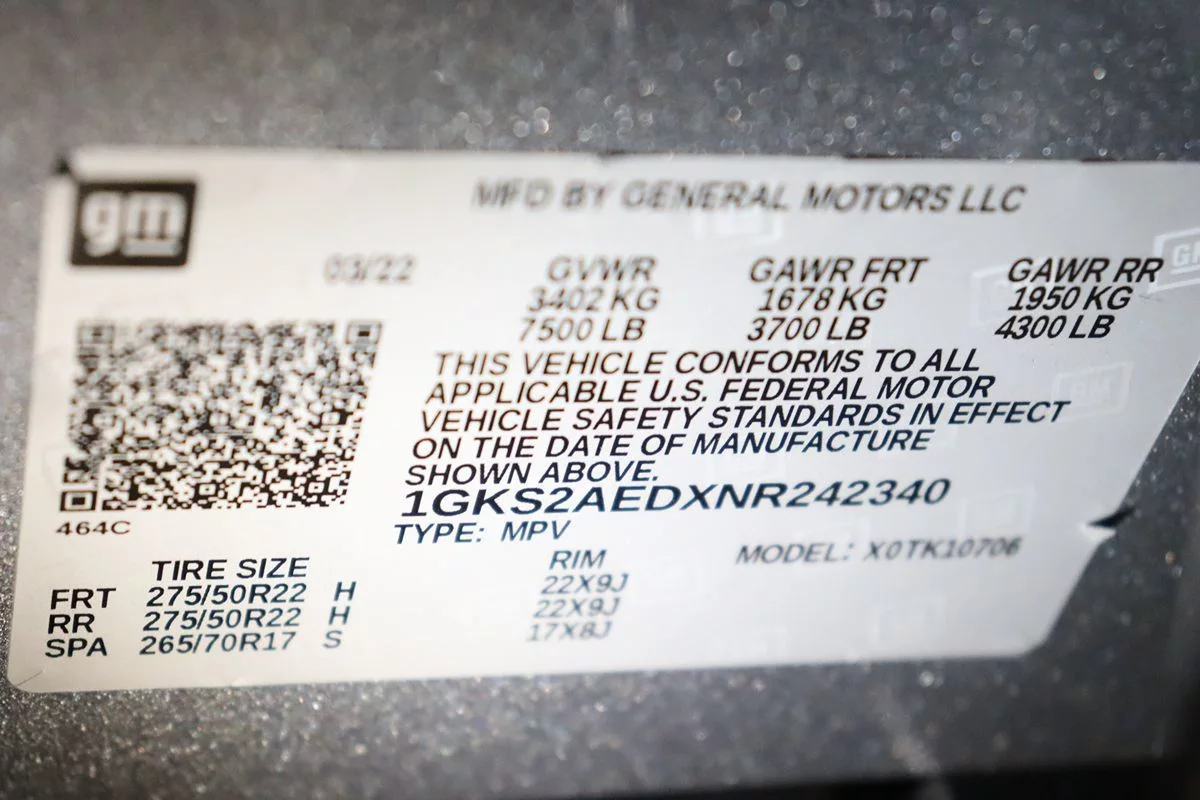 gm
MFD BY GENERAL MOTORS LLC
03/22
GVWR GAWR FRT GAWR RR
3402 KG 1678 KG 1950 KG
7500 LB 3700 LB 4300 LB
THIS VEHICLE CONFORMS TO ALL
APPLICABLE U.S. FEDERAL MOTOR
VEHICLE SAFETY STANDARDS IN EFFECT
ON THE DATE OF MANUFACTURE
SHOWN ABOVE.
1GKS2AEDXNR242340
464C
TYPE: MPV MODEL: X0TK10706
TIRE SIZE RIM
FRT 275/50R22 H 22X9J
RR 275/50R22 H 22X9J
SPA 265/70R17 S 17X8J